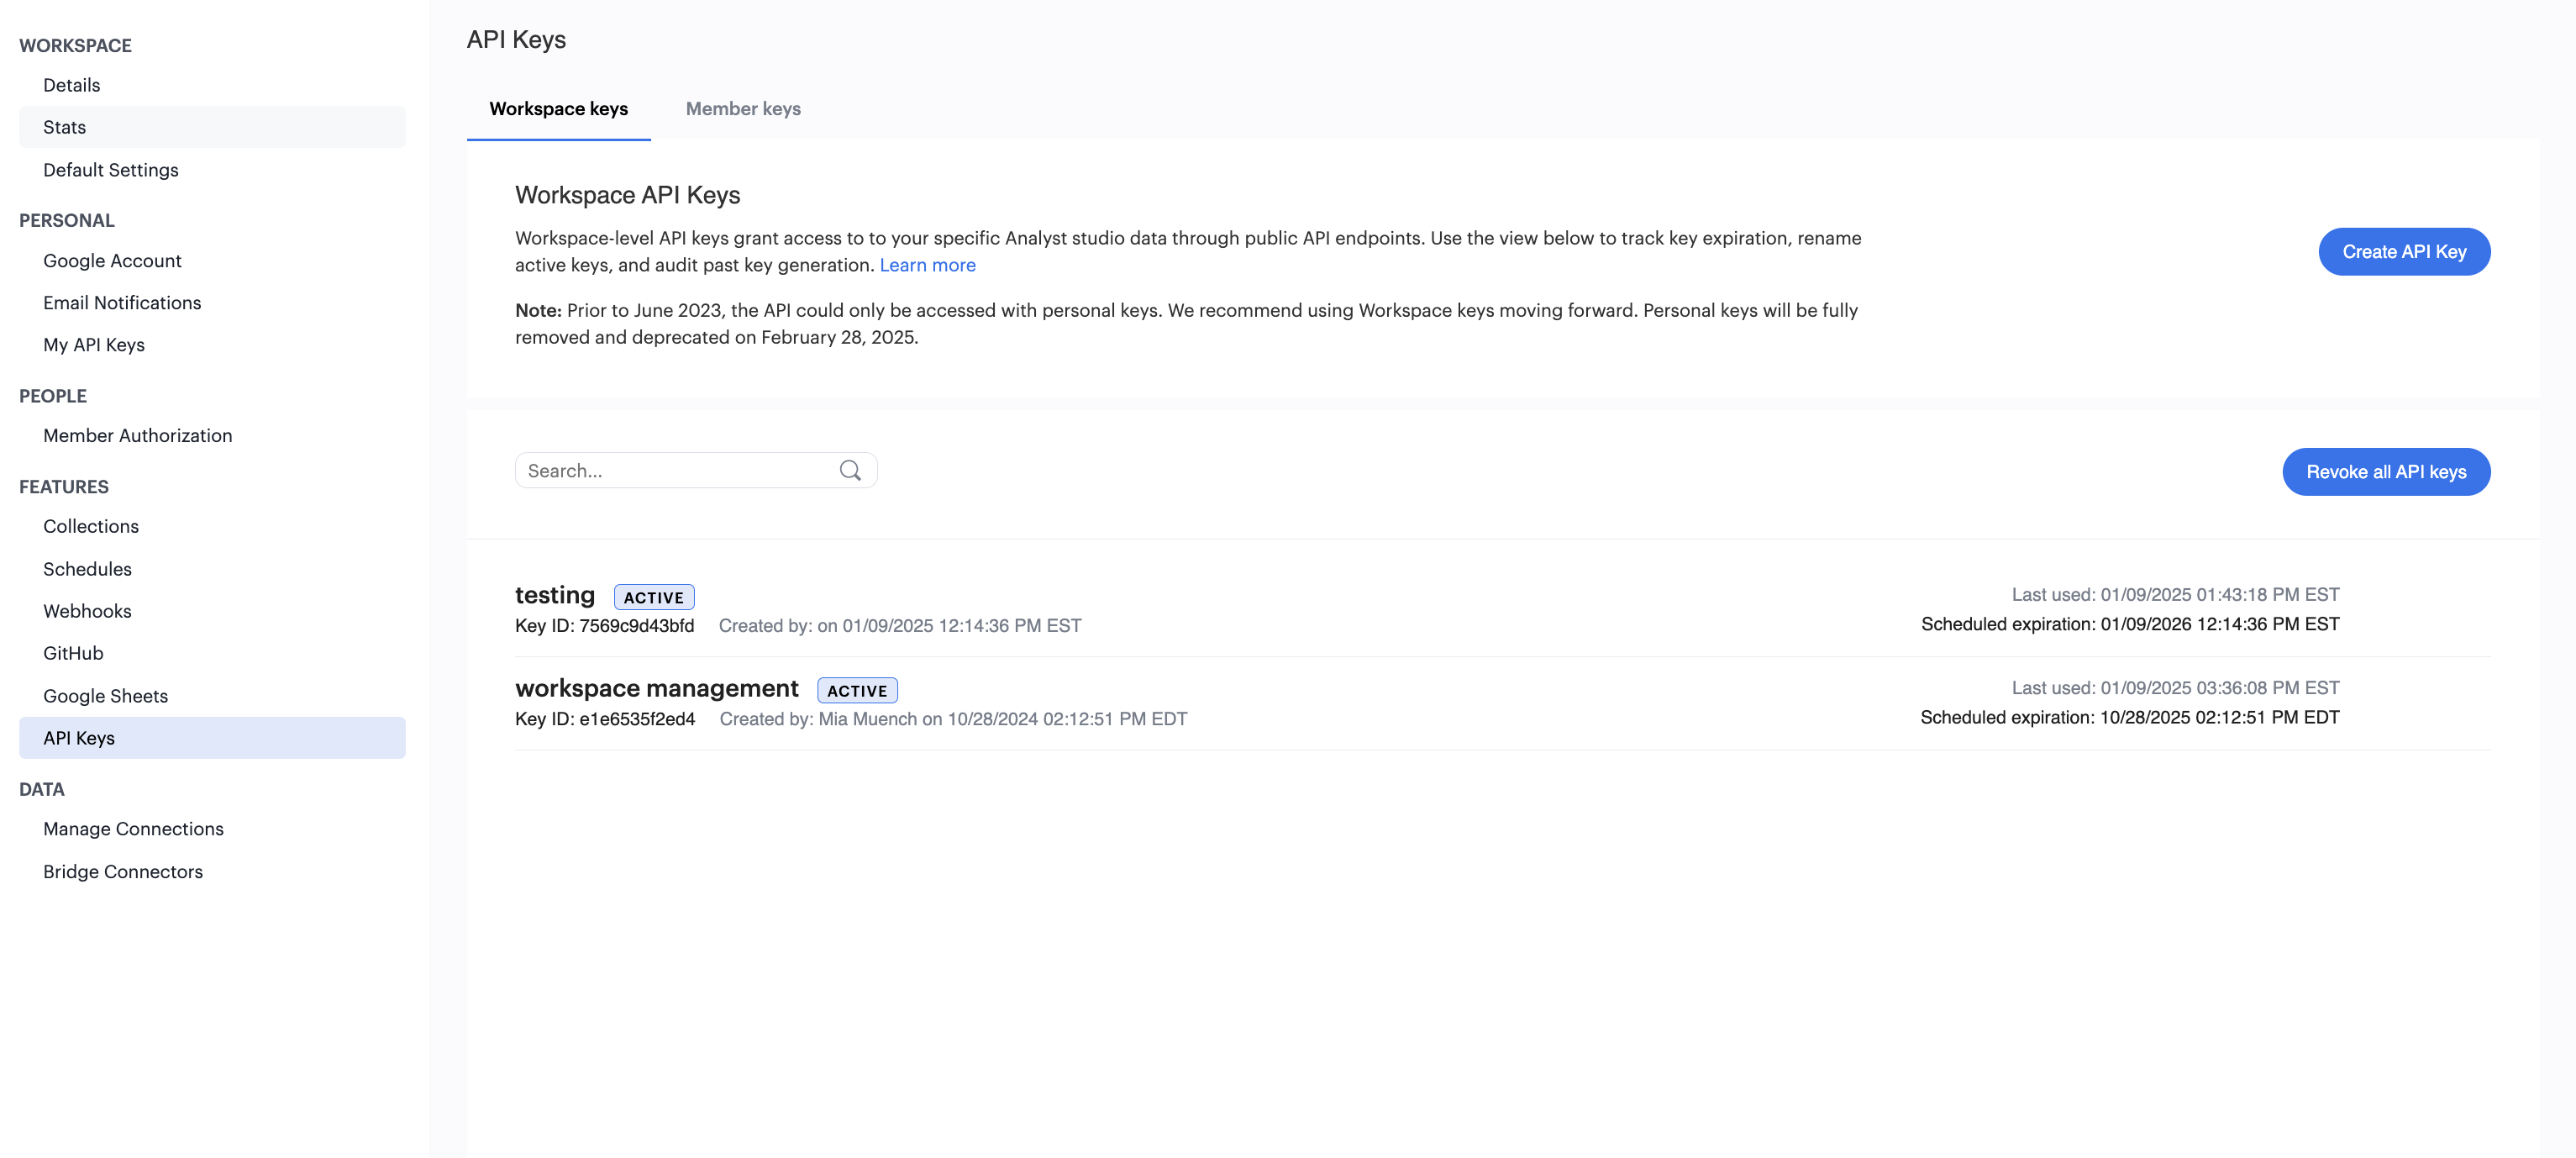 WORKSPACE
Details
Stats
Default Settings
PERSONAL
Google Account
Email Notifications
My API Keys
PEOPLE
Member Authorization
FEATURES
Collections
Schedules
Webhooks
GitHub
Google Sheets
API Keys
DATA
Manage Connections
Bridge Connectors
API Keys
Workspace keys Member keys
Workspace API Keys
Workspace-level API keys grant access to to your specific Analyst studio data through public API endpoints. Use the view below to track key expiration, rename
active keys, and audit past key generation. Learn more
Create API Key
Note: Prior to June 2023, the API could only be accessed with personal keys. We recommend using Workspace keys moving forward. Personal keys will be fully
removed and deprecated on February 28, 2025.
Search...
Revoke all API keys
testing ACTIVE
Last used: 01/09/2025 01:43:18 PM EST
Key ID: 7569c9d43bfd Created by: on 01/09/2025 12:14:36 PM EST
Scheduled expiration: 01/09/2026 12:14:36 PM EST
workspace management ACTIVE
Last used: 01/09/2025 03:36:08 PM EST
Key ID: e1e6535f2ed4 Created by: Mia Muench on 10/28/2024 02:12:51 PM EDT
Scheduled expiration: 10/28/2025 02:12:51 PM EDT